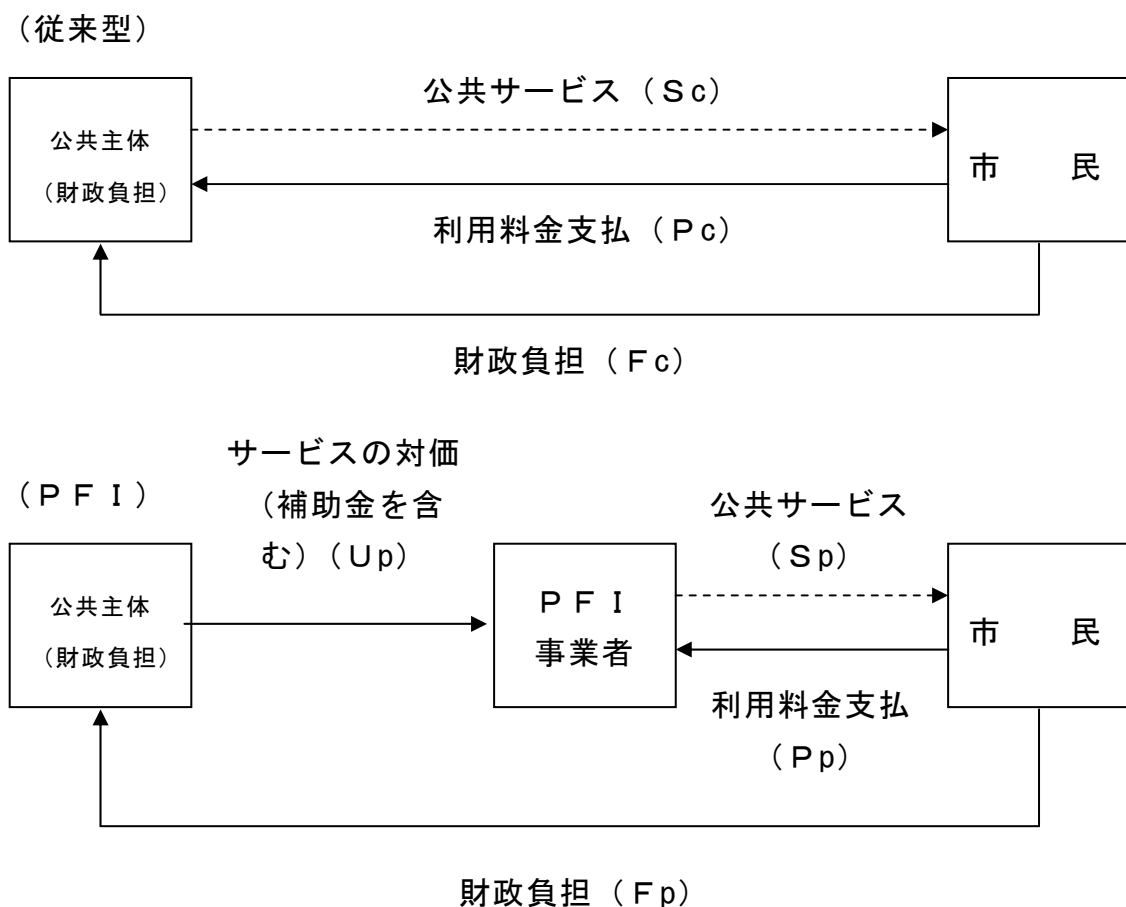 (従来型)
公共サービス(Sc)
公共主体
(財政負担)
市 民
利用料金支払(Pc)
財政負担(Fc)
サービスの対価
(PFI)
(補助金を含
む)(Up)
公共サービス
(Sp)
公共主体
(財政負担)
PFI
事業者
市 民
利用料金支払
(Pp)
財政負担(Fp)